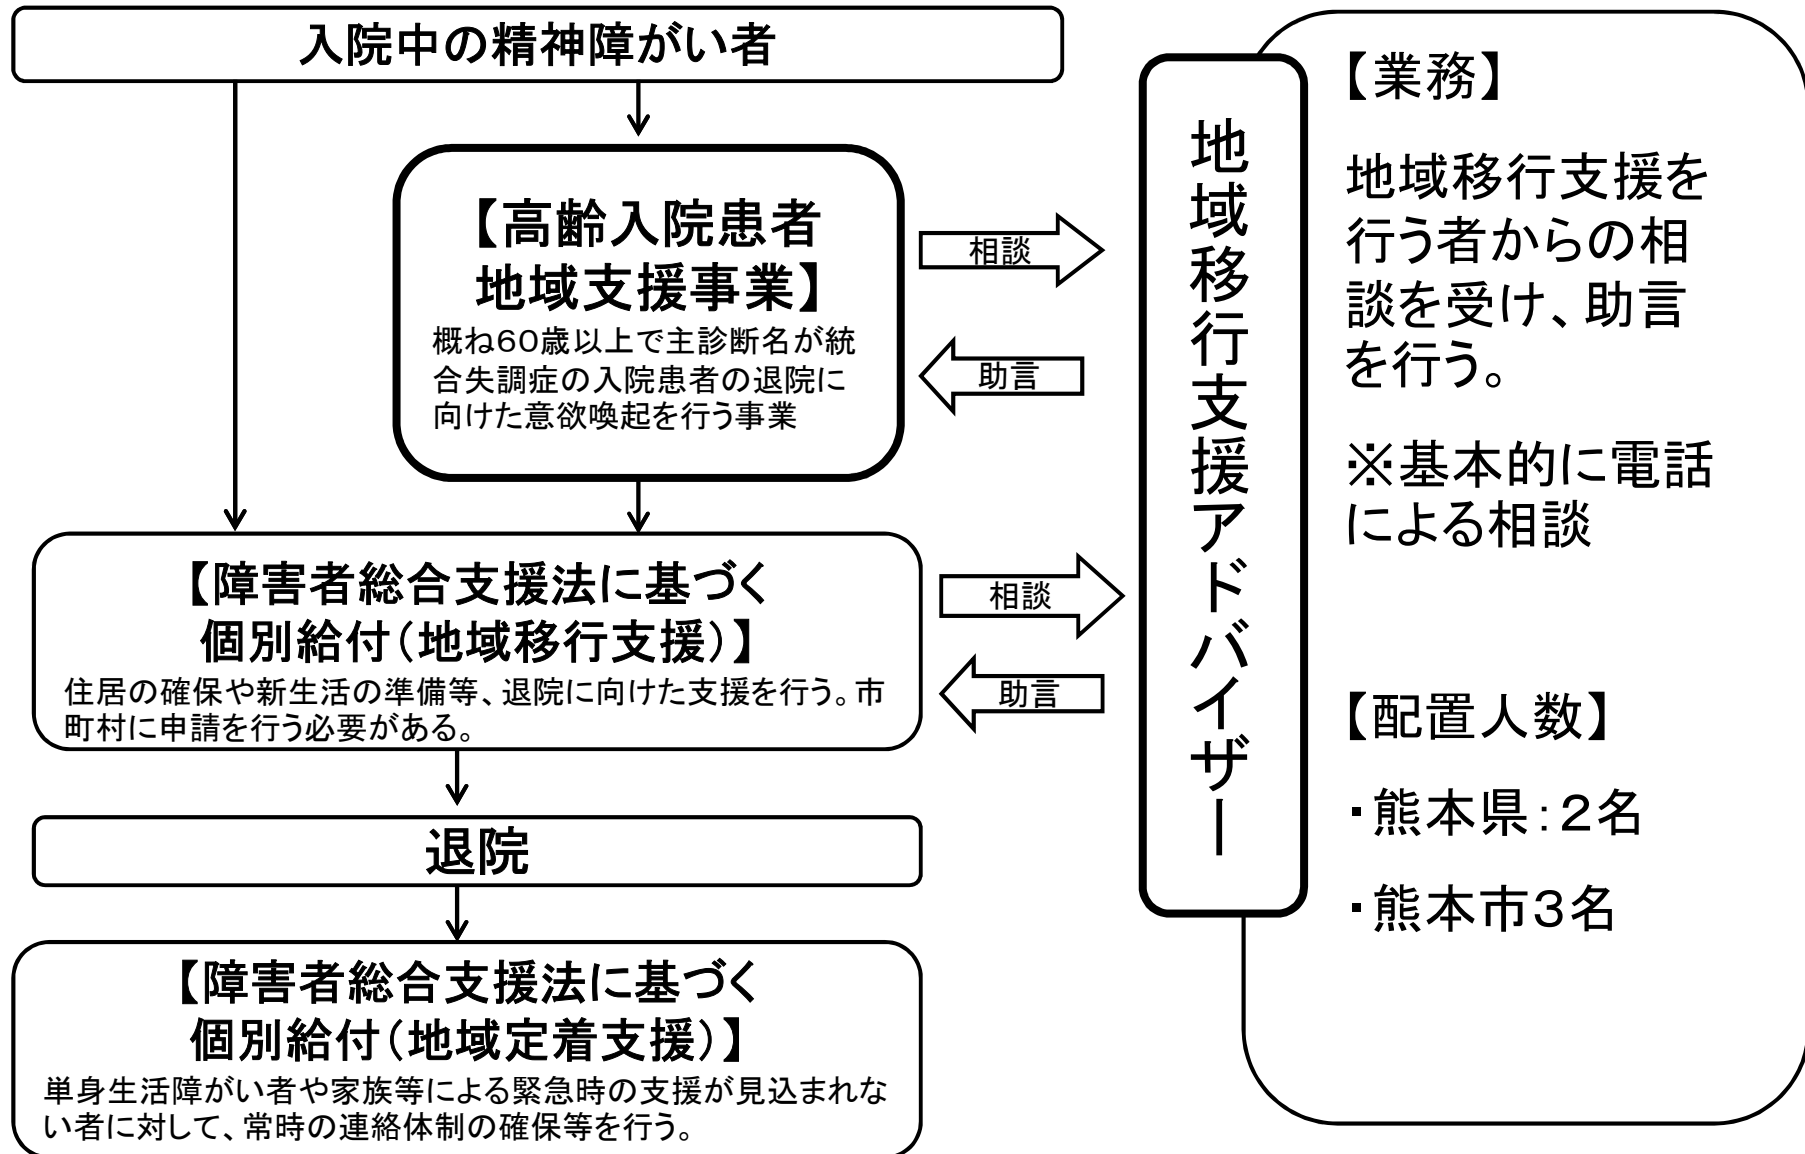 入院中の精神障がい者
【高齢入院患者
地域支援事業】
概ね60歳以上で主診断名が統
合失調症の入院患者の退院に
向けた意欲喚起を行う事業
相談
助言
【障害者総合支援法に基づく
個別給付(地域移行支援)】
住居の確保や新生活の準備等、退院に向けた支援を行う。市
町村に申請を行う必要がある。
相談
助言
退院
【障害者総合支援法に基づく
個別給付(地域定着支援)】
単身生活障がい者や家族等による緊急時の支援が見込まれな
い者に対して、常時の連絡体制の確保等を行う。
地域移行支援アドバイザー
【業務】
地域移行支援を
行う者からの相
談を受け、助言
を行う。
※基本的に電話
による相談
【配置人数】
・熊本県:2名
・熊本市3名